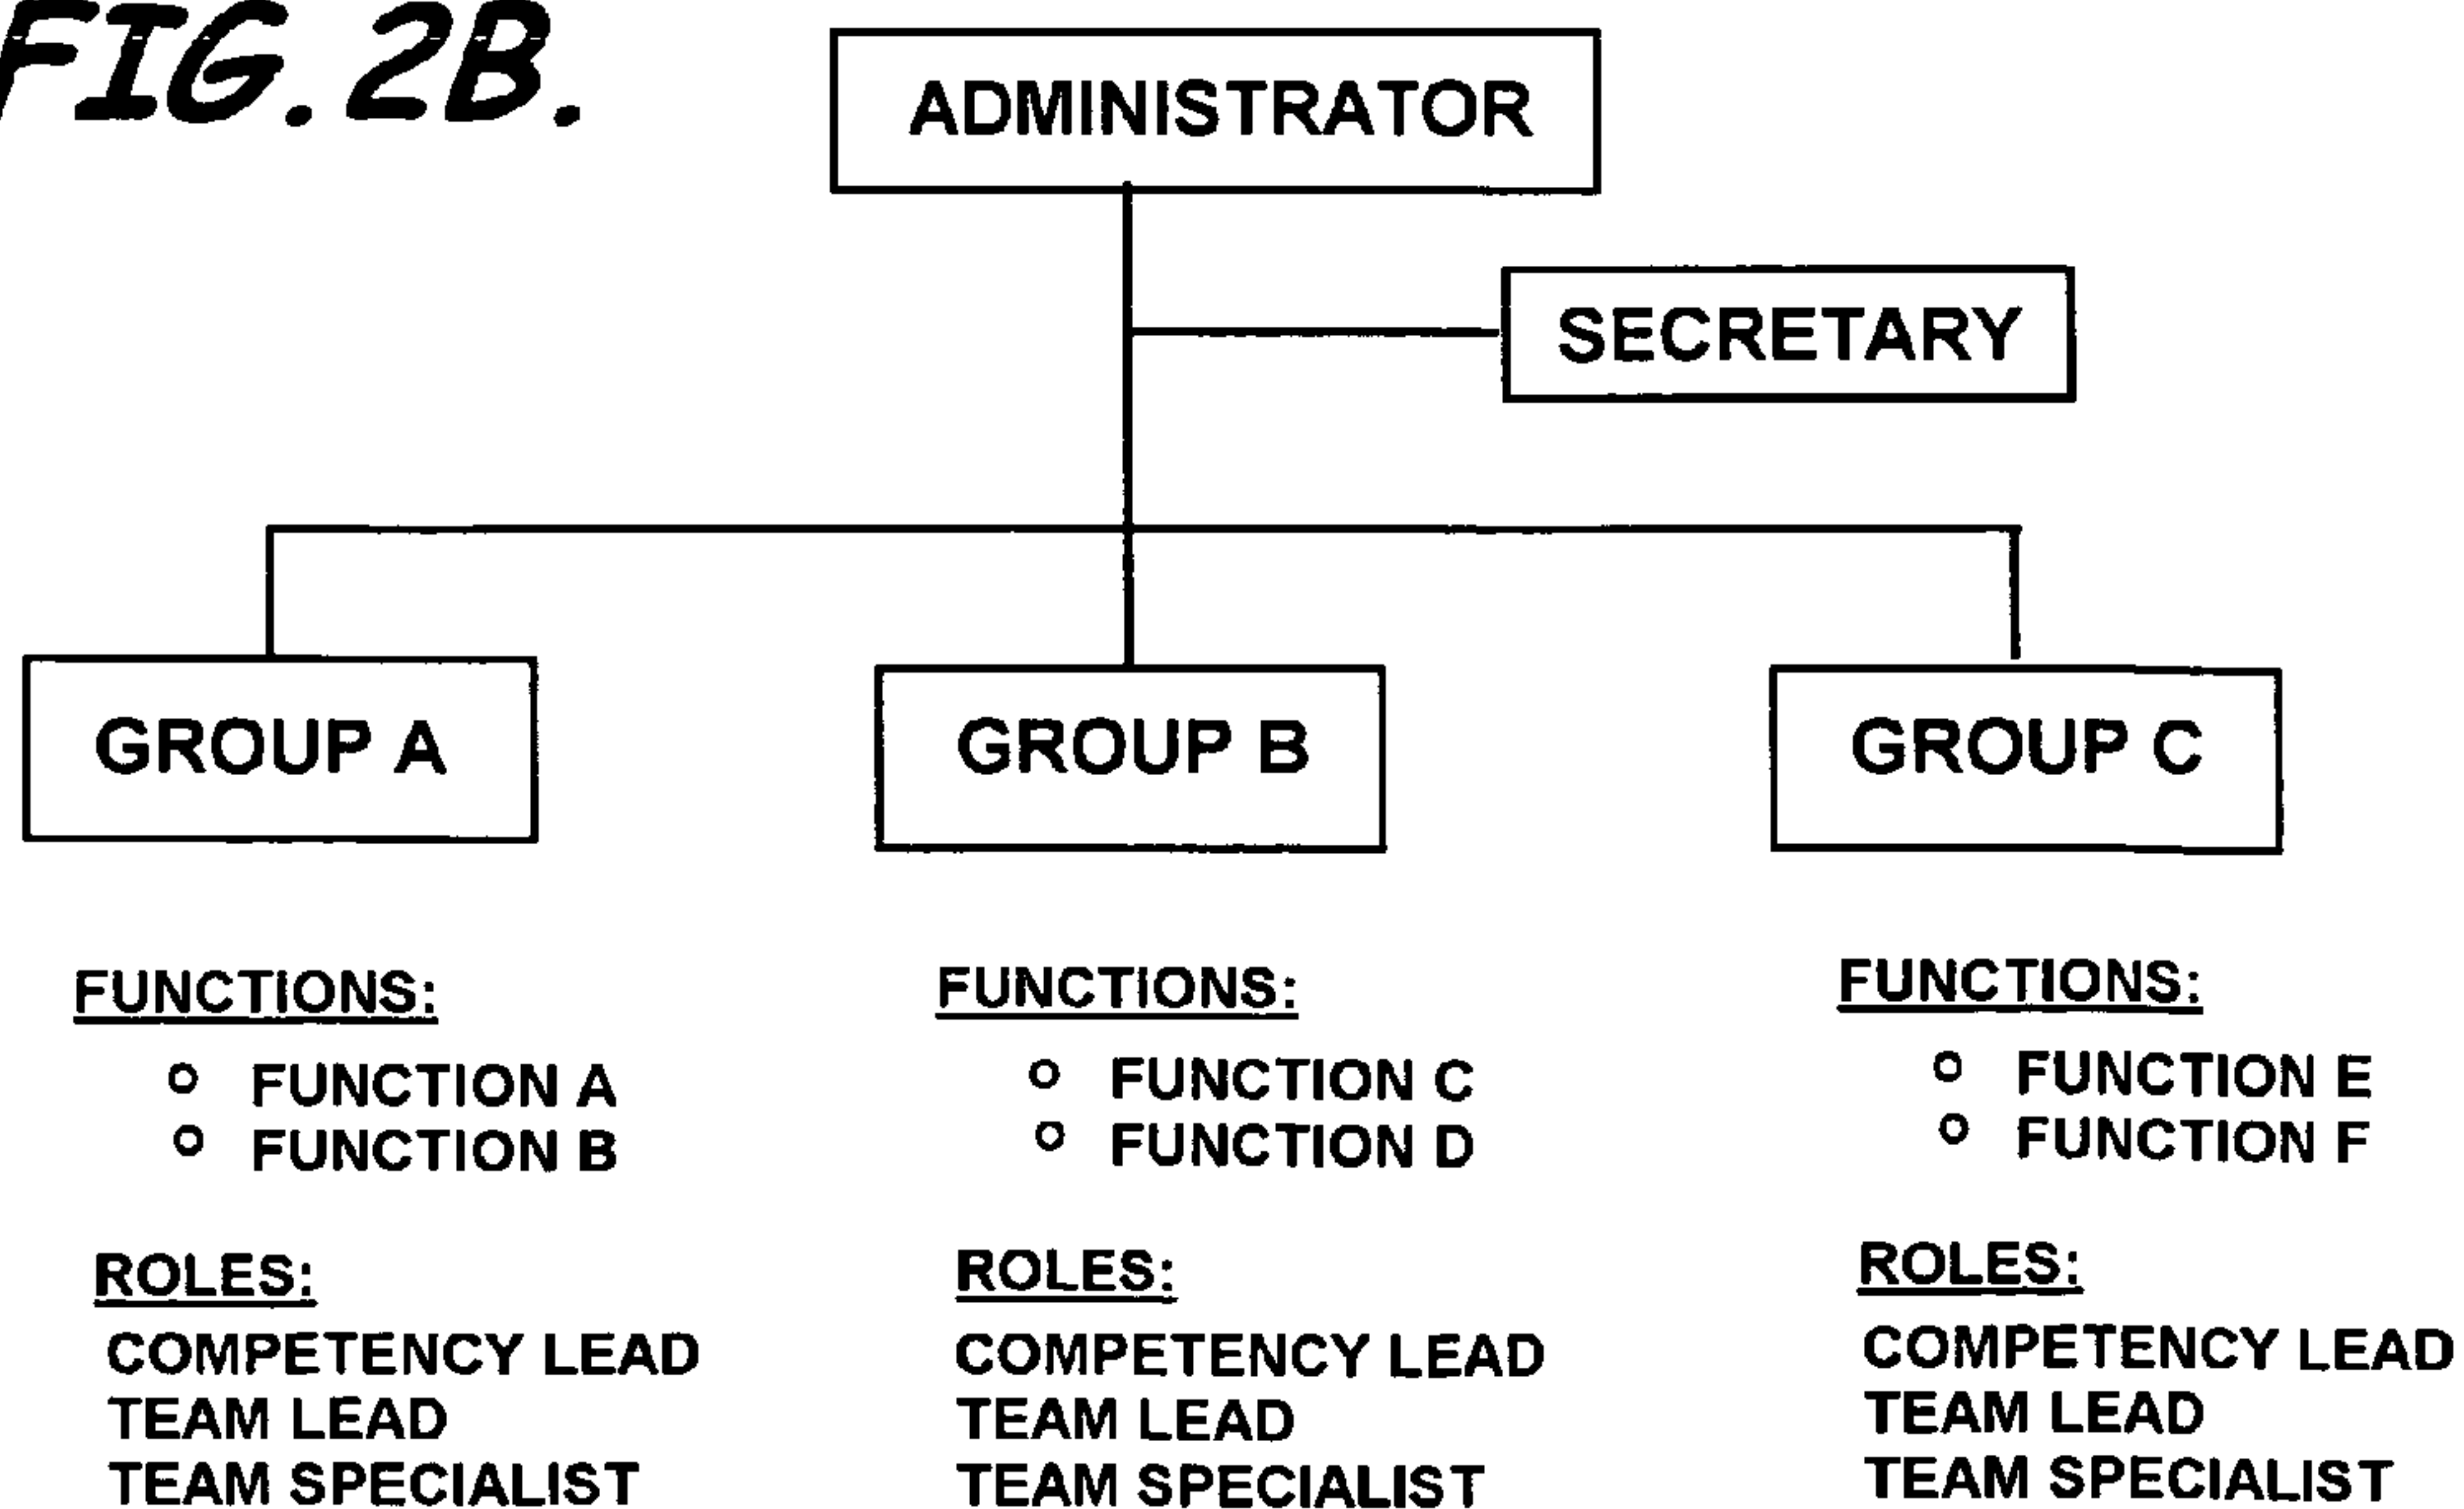 FIG. 2B.
ADMINISTRATOR
SECRETARY
GROUP A
GROUP B
GROUP C
FUNCTIONS:
o FUNCTION A
o FUNCTION B
ROLES:
COMPETENCY LEAD
TEAM LEAD
TEAM SPECIALIST
FUNCTIONS:
o FUNCTION C
o FUNCTION D
ROLES:
COMPETENCY LEAD
TEAM LEAD
TEAM SPECIALIST
FUNCTIONS:
o FUNCTION E
o FUNCTION F
ROLES:
COMPETENCY LEAD
TEAM LEAD
TEAM SPECIALIST